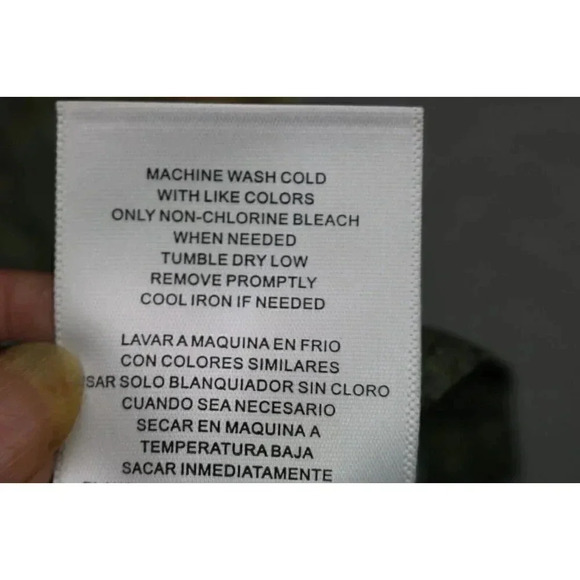 MACHINE WASH COLD
WITH LIKE COLORS
ONLY NON-CHLORINE BLEACH
WHEN NEEDED
TUMBLE DRY LOW
REMOVE PROMPTLY
COOL IRON IF NEEDED
LAVAR A MAQUINA EN FRIO
CON COLORES SIMILARES
SAR SOLO BLANQUIADOR SIN CLORO
CUANDO SEA NECESARIO
SECAR EN MAQUINA A
TEMPERATURA BAJA
SACAR INMEDIATAMENTE